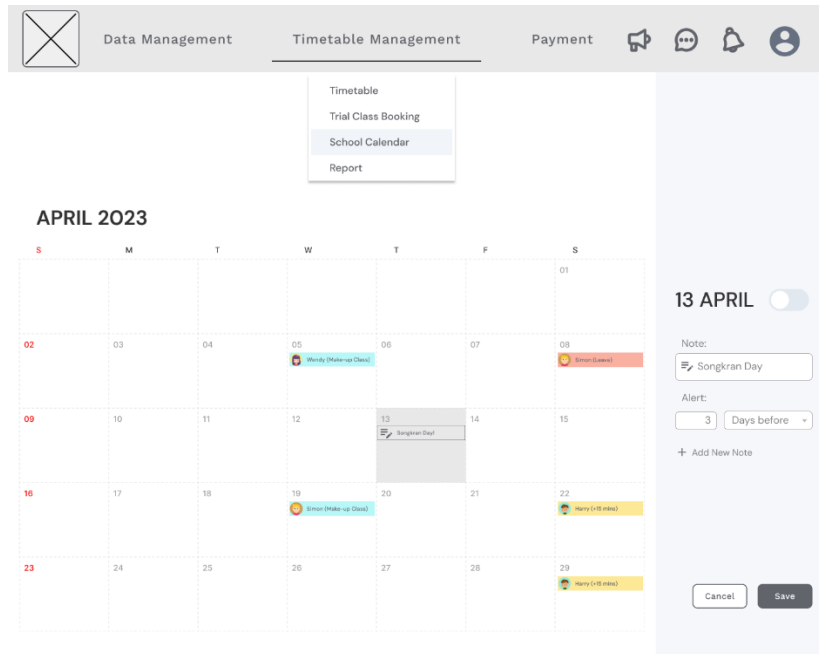 Data Management Timetable Management Payment
Timetable
Trial Class Booking
School Calendar
Report
APRIL 2023
S M T W T F S
01
02 03 04 05 06 07 08
Wendy (Make-up Class) Simon (Leave)
09 10 11 12 13 14 15
Songkran Day!
16 17 18 19 20 21 22
Simon (Make-up Class) Harry (+15 mins)
23 24 25 26 27 28 29
Harry (+15 mins)
13 APRIL
Note:
Songkran Day
Alert:
3 Days before
+ Add New Note
Cancel Save